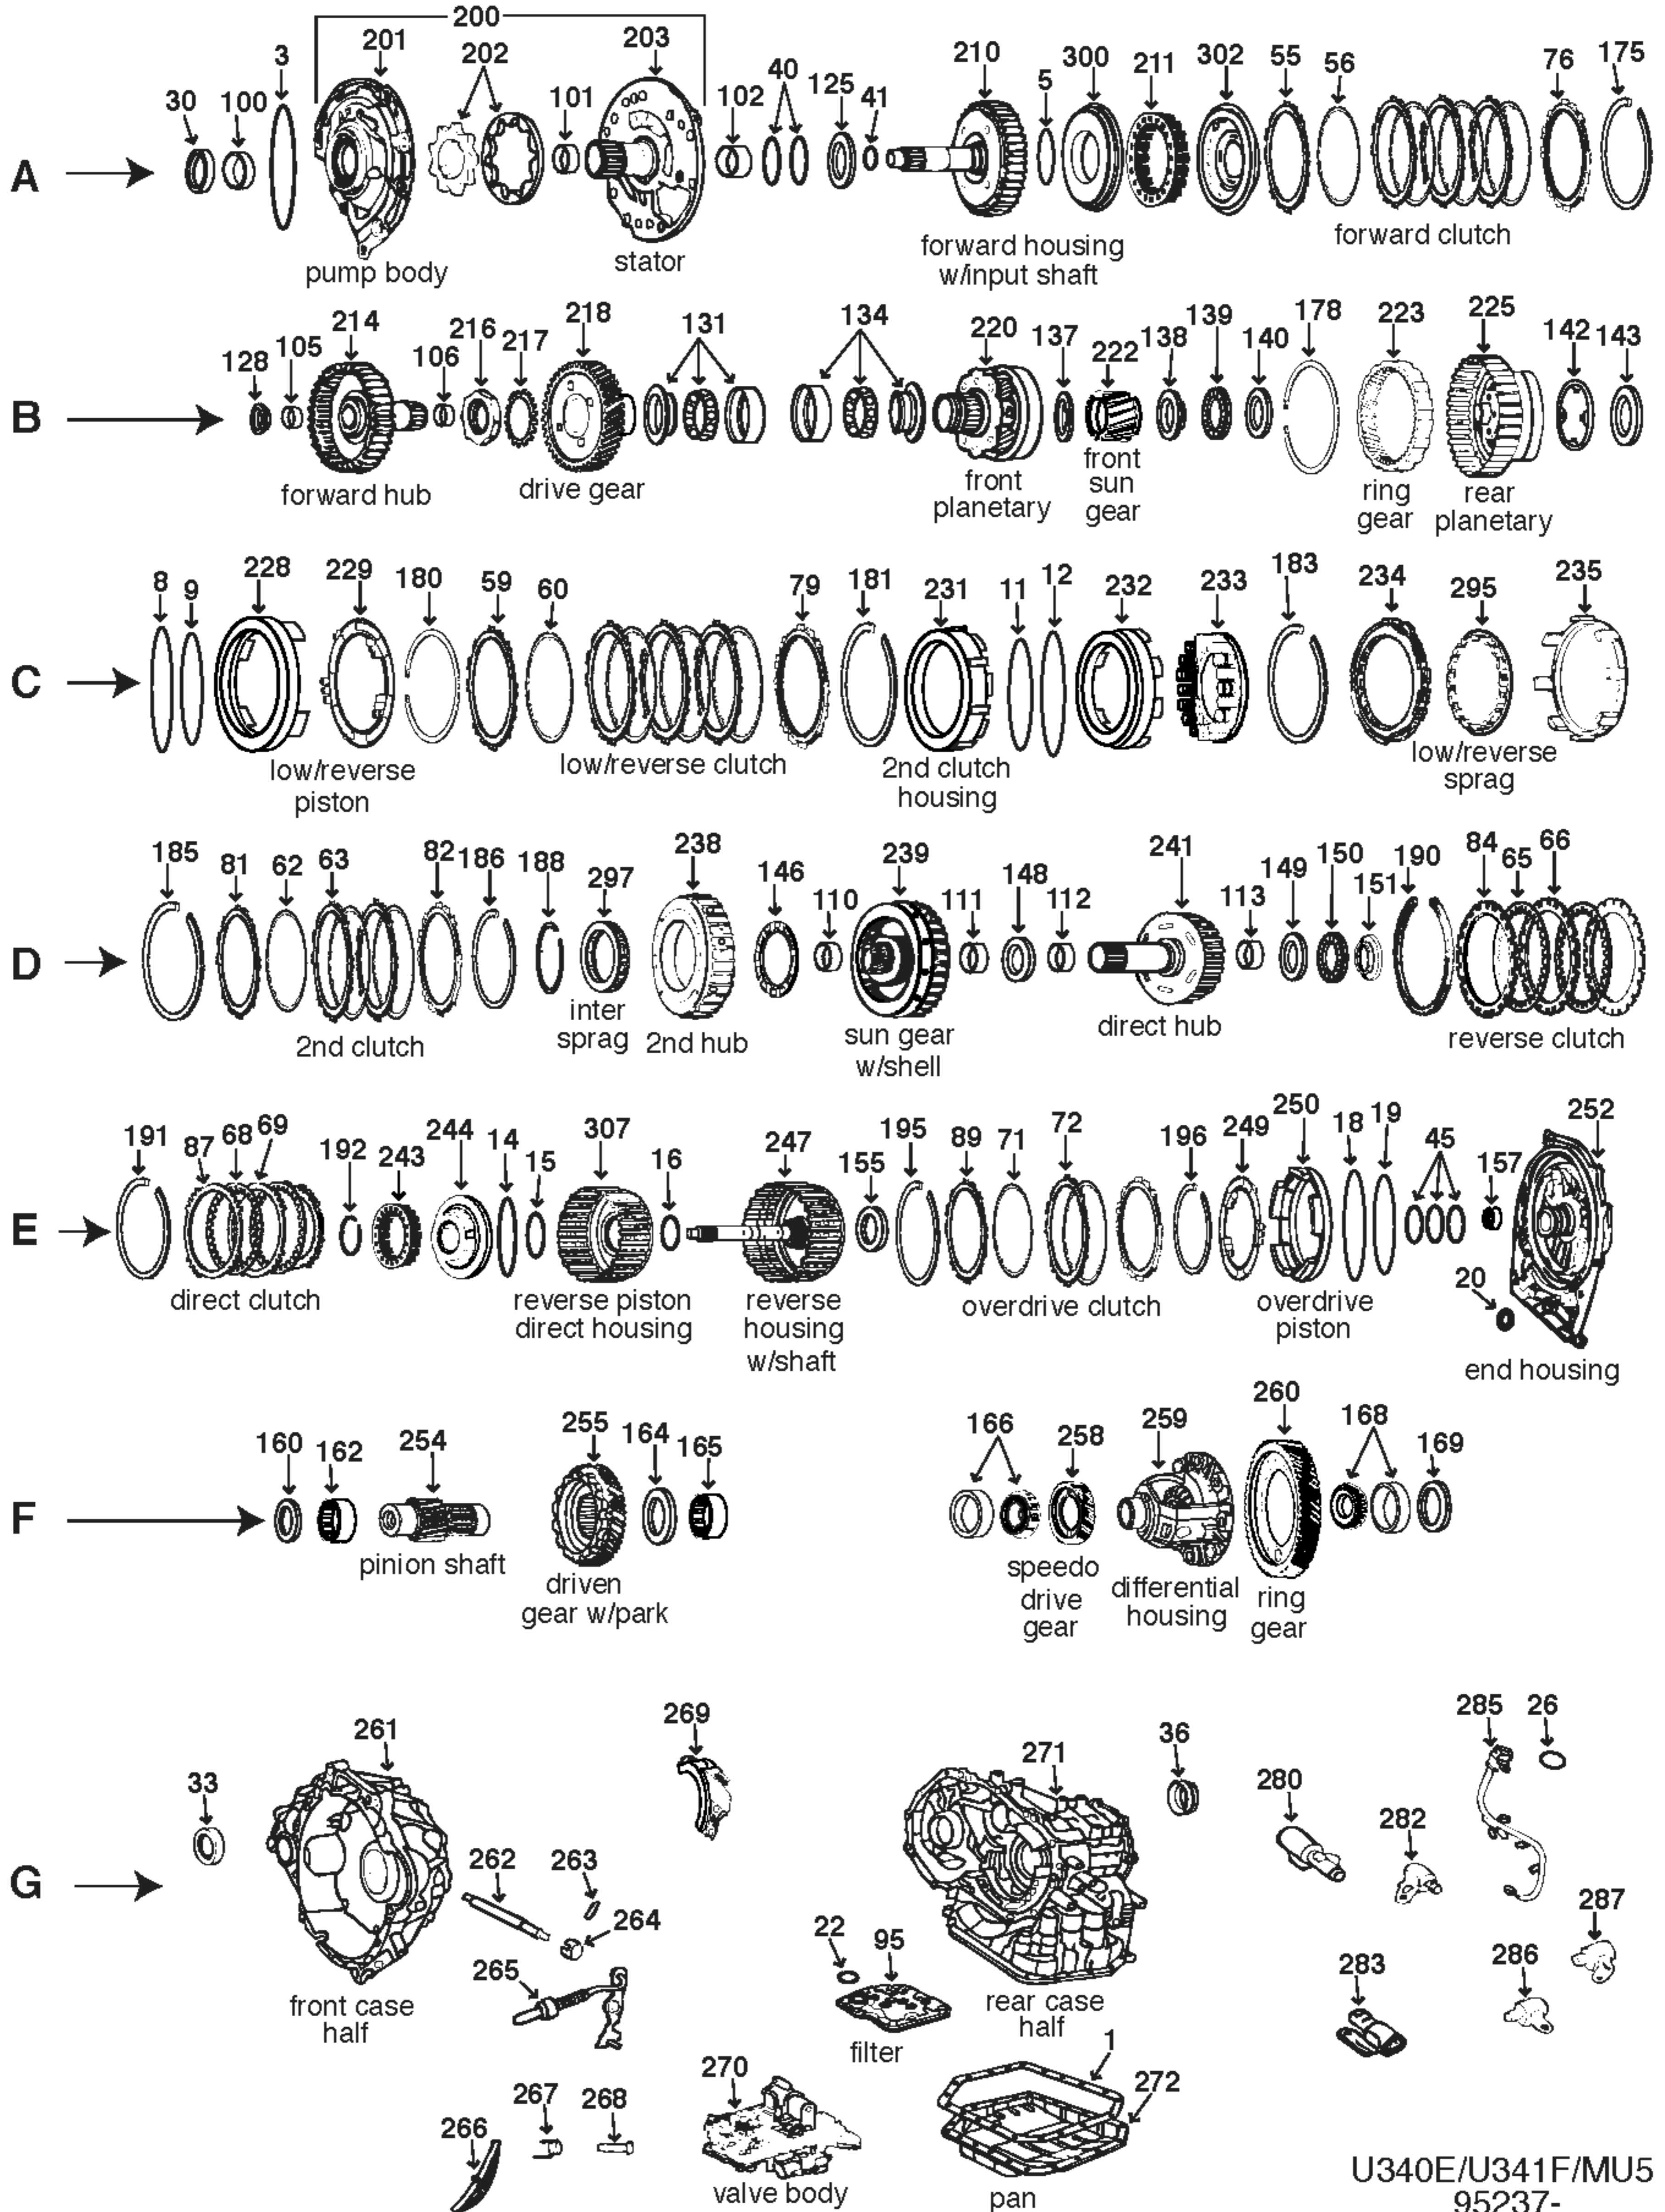 200
3 201 202 203
30 100 101 102 40 125 41 210 5 300 211 302 55 56 76 175
A
pump body
stator
forward housing
w/input shaft
forward clutch
128 105 214 106 216 217 218 131 134 220 137 222 138 139 140 178 223 225 142 143
B
forward hub
drive gear
front
planetary
front
sun
gear
ring
gear
rear
planetary
8 9 228 229 180 59 60 79 181 231 11 12 232 233 183 234 295 235
C
low/reverse
piston
low/reverse clutch
2nd clutch
housing
low/reverse
sprag
185 81 62 63 82 186 188 297 238 146 110 239 111 148 112 241 113 149 150 151 190 84 65 66
D
2nd clutch
inter
sprag
2nd hub
sun gear
w/shell
direct hub
reverse clutch
191 87 68 69 192 243 244 14 15 307 16 247 155 195 89 71 72 196 249 250 18 19 45 157 252
E
20
direct clutch
reverse piston
direct housing
reverse
housing
w/shaft
overdrive clutch
overdrive
piston
end housing
160 162 254 255 164 165 166 258 259 260 168 169
F
pinion shaft
driven
gear w/park
speedo
drive
gear
differential
housing
ring
gear
33 261 269 271 36 280 282 285 26
G
262 263
264
265
22 95
287
286
283
front case
half
filter
rear case
half
1
272
270
266 267 268
valve body
pan
U340E/U341F/MU5
95237-